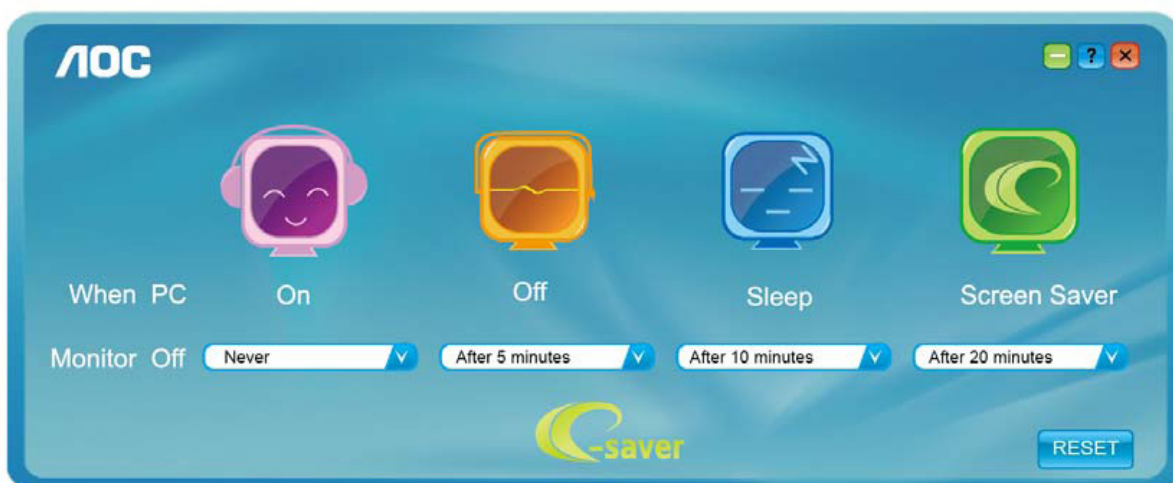 AOC
?
When PC On Off Sleep Screen Saver
Monitor Off Never After 5 minutes After 10 minutes After 20 minutes
e-saver
RESET